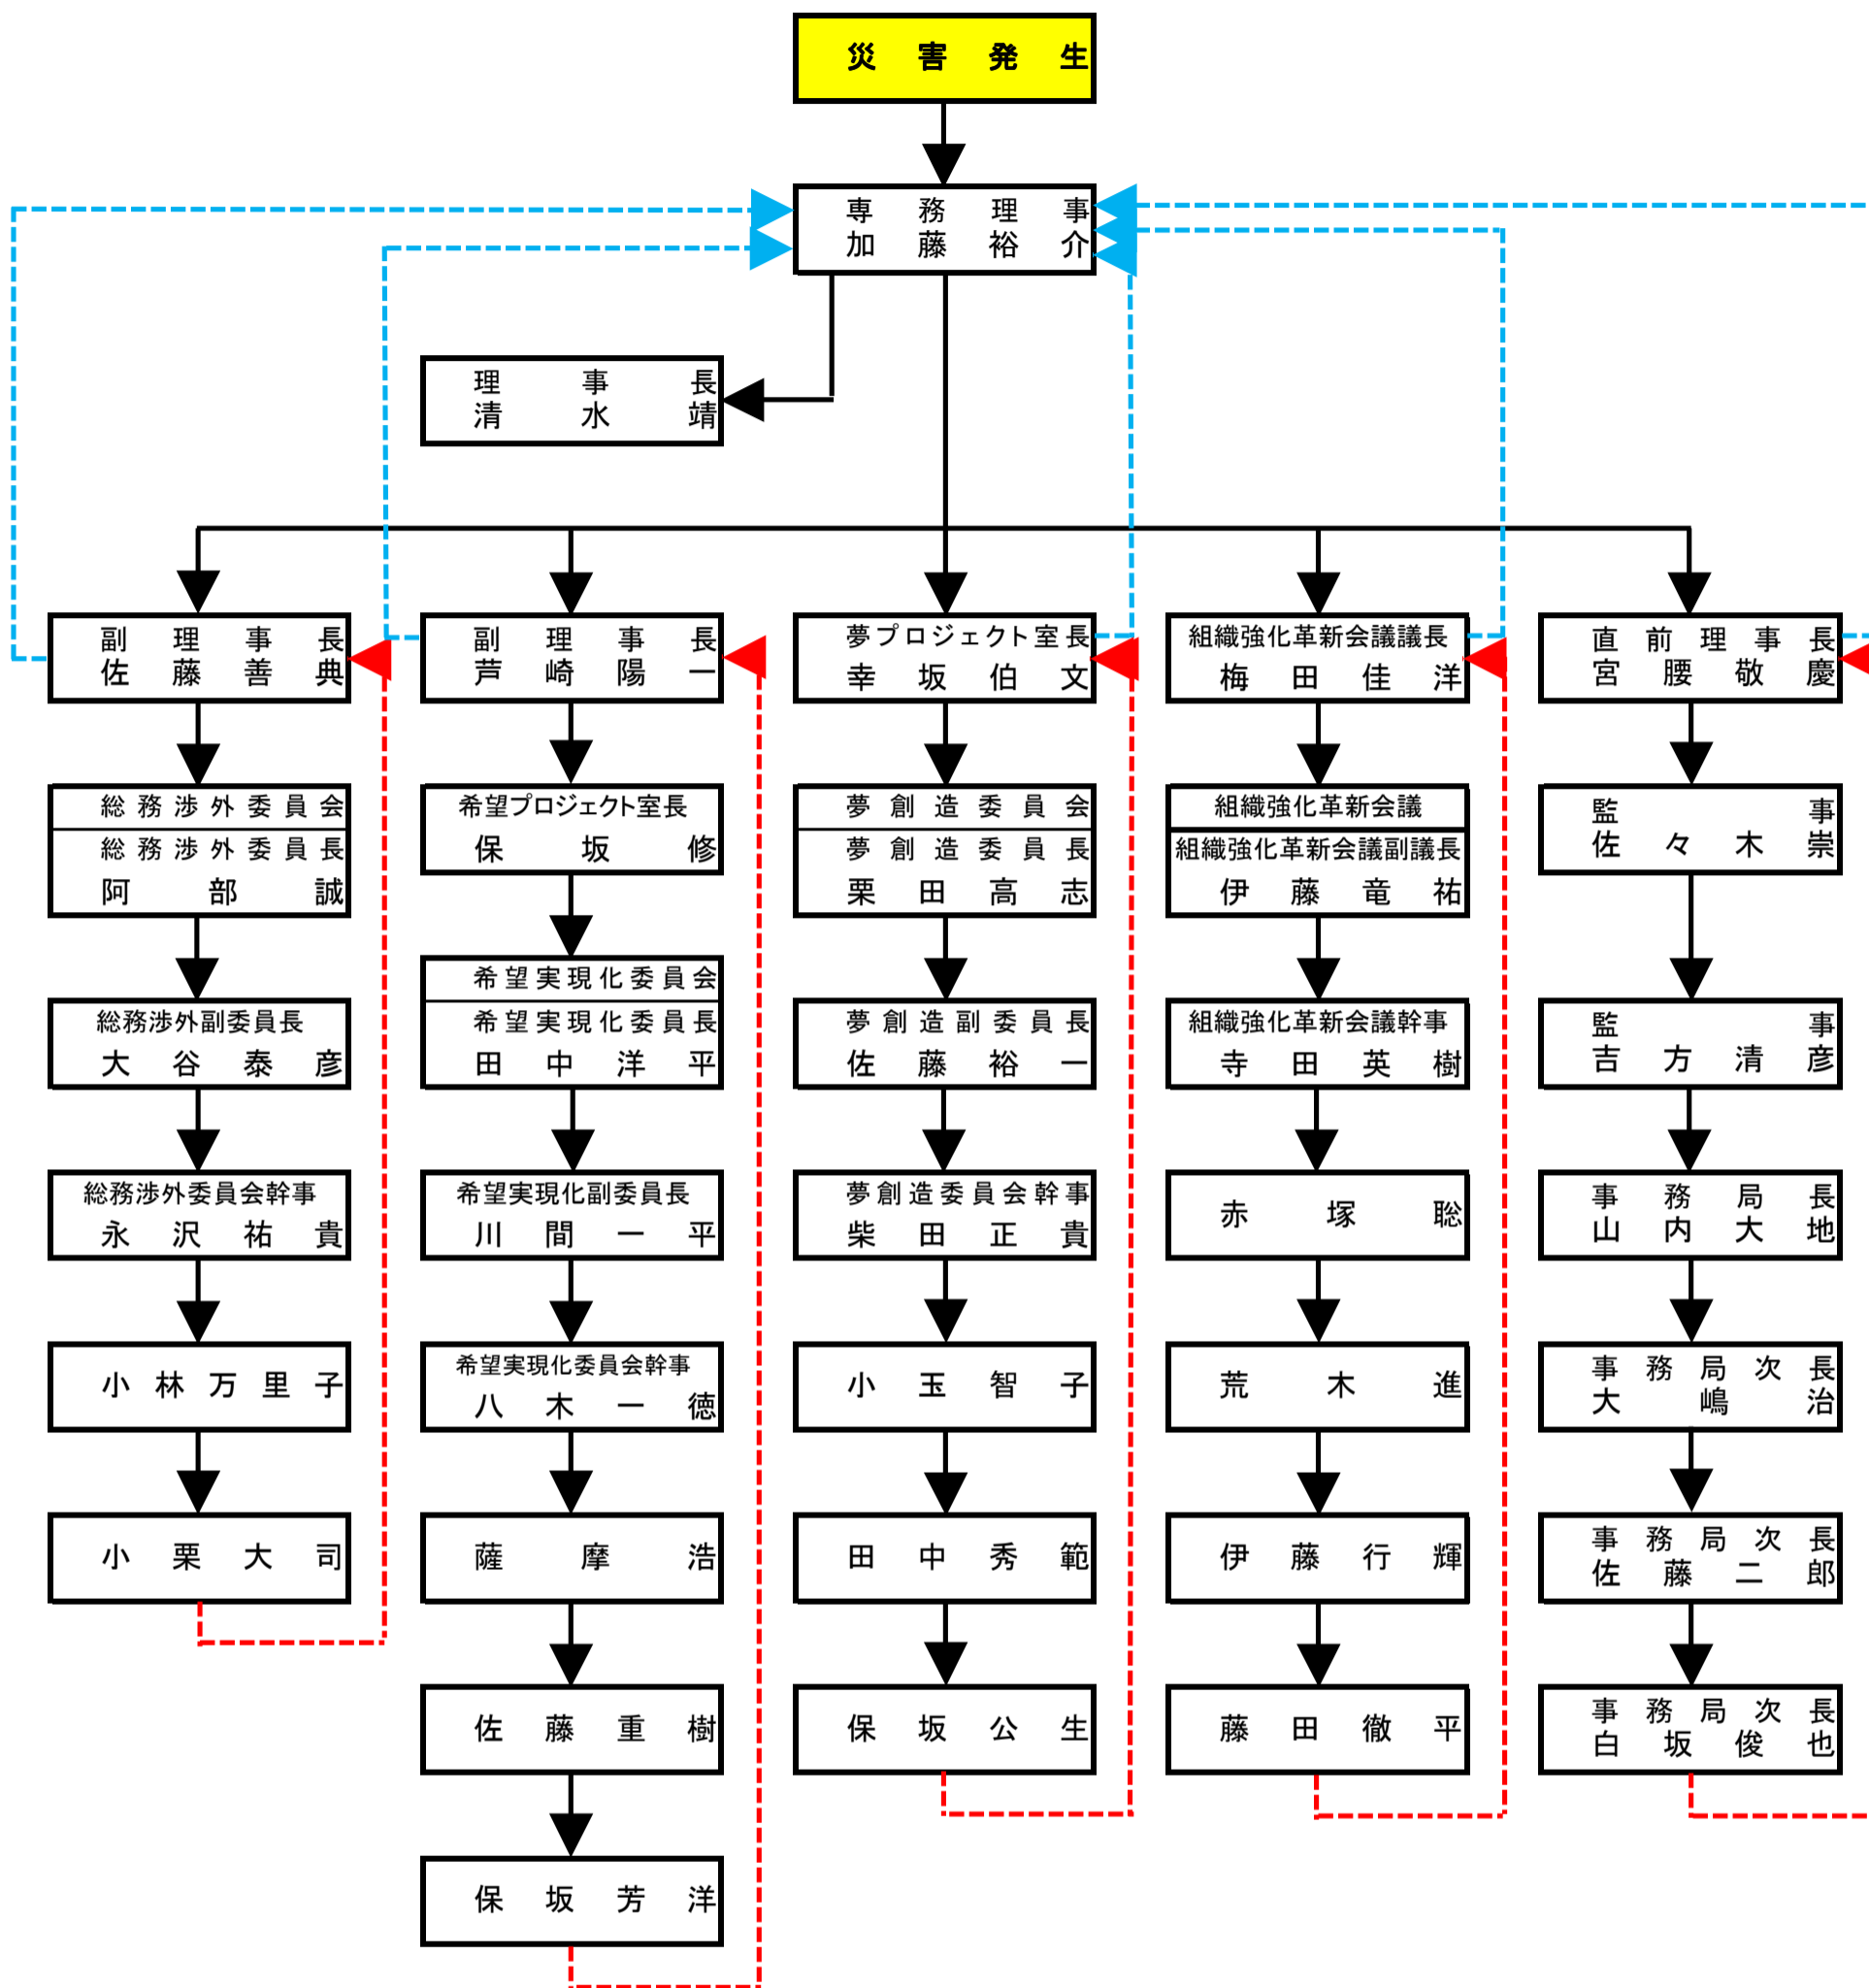 災害発生
専務理事
加藤裕介
理事長
清水靖
副理事長
佐藤善典
総務渉外委員会
総務渉外委員長
阿部誠
総務渉外副委員長
大谷泰彦
総務渉外委員会幹事
永沢祐貴
小林万里子
小栗大司
副理事長
芦崎陽一
希望プロジェクト室長
保坂修
希望実現化委員会
希望実現化委員長
田中洋平
希望実現化副委員長
川間一平
希望実現化委員会幹事
八木一徳
薩摩浩
佐藤重樹
保坂芳洋
夢プロジェクト室長
幸坂伯文
夢創造委員会
夢創造委員長
栗田高志
夢創造副委員長
佐藤裕一
夢創造委員会幹事
柴田正貴
小玉智子
田中秀範
保坂公生
組織強化革新会議議長
梅田佳洋
組織強化革新会議
組織強化革新会議副議長
伊藤竜祐
組織強化革新会議幹事
寺田英樹
赤塚聡
荒木進
伊藤行輝
藤田徹平
直前理事長
宮腰敬慶
監事
佐々木崇
監事
吉方清彦
事務局長
山内大地
事務局次長
大嶋治
事務局次長
佐藤二郎
事務局次長
白坂俊也